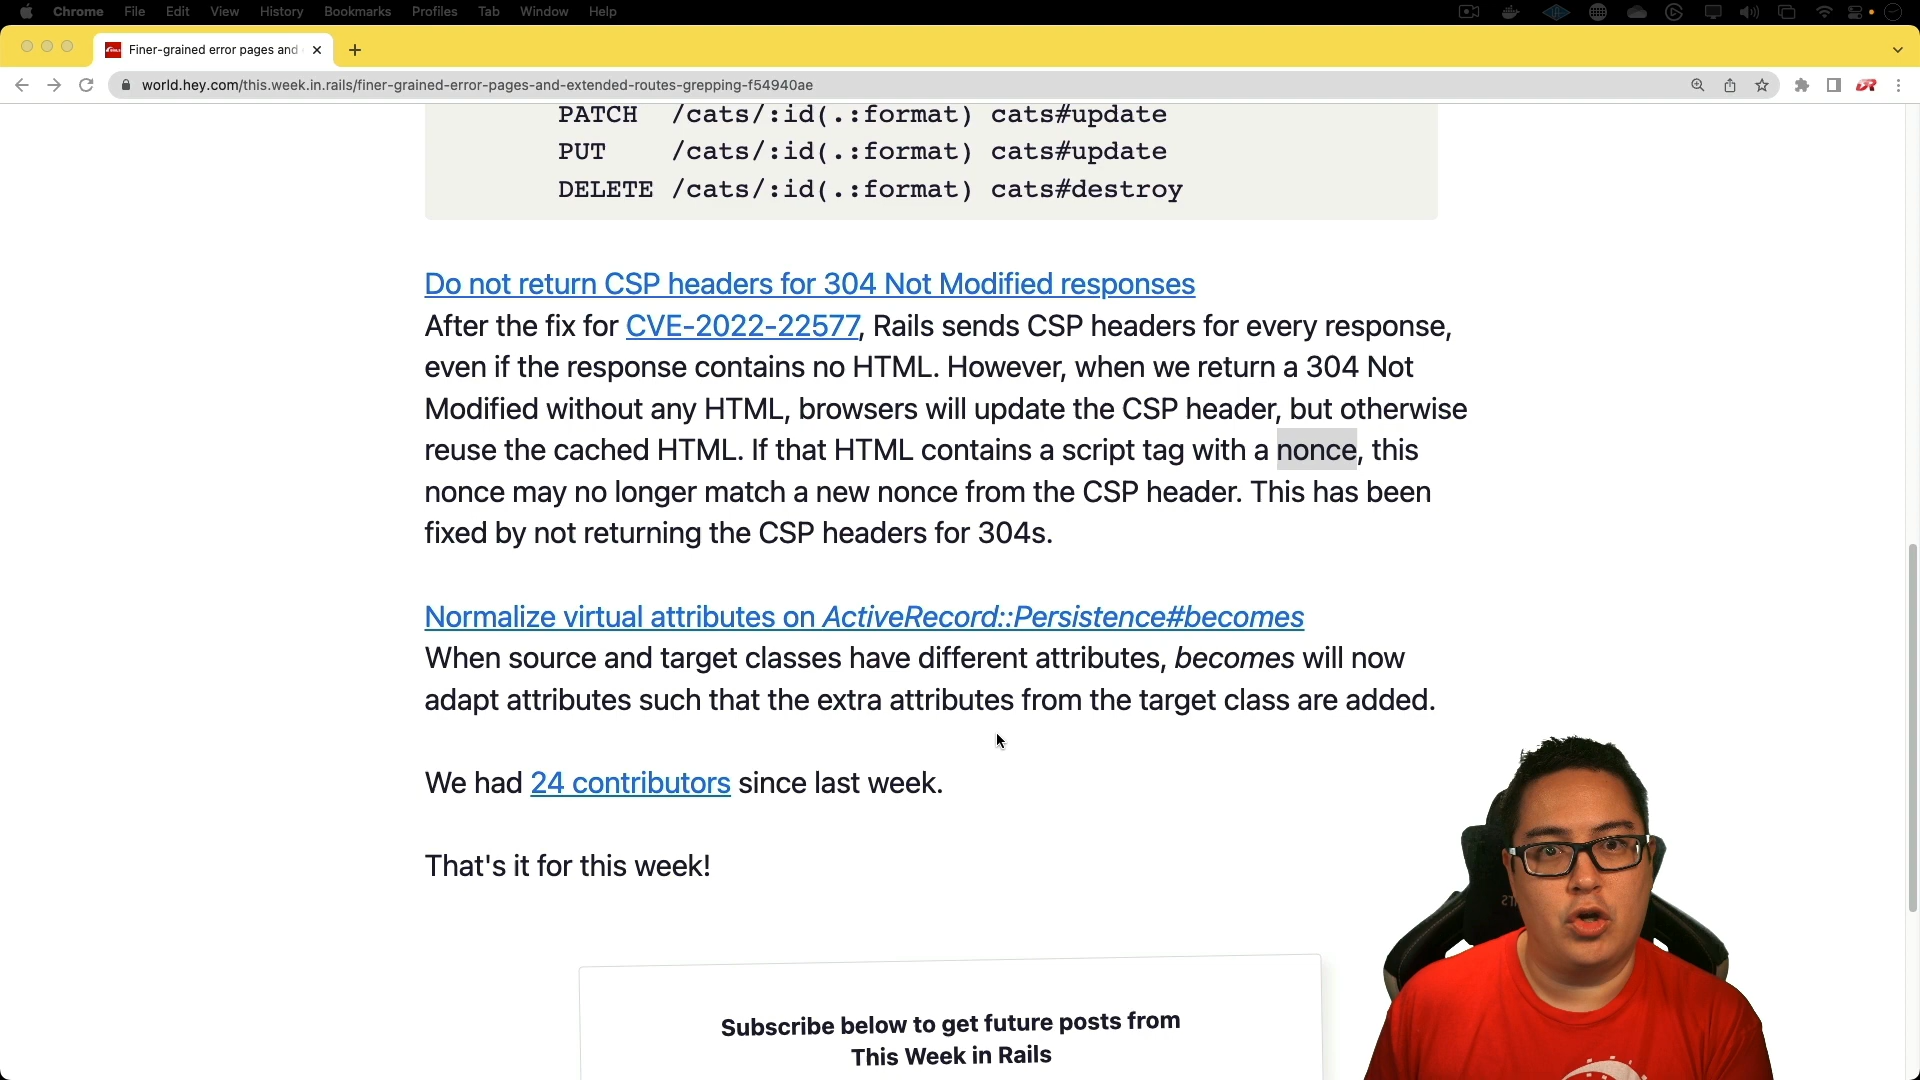 Chrome File Edit View History Bookmarks Profiles Tab Window Help
Finer-grained error pages and
world.hey.com/this.week.in.rails/finer-grained-error-pages-and-extended-routes-grepping-f54940ae
PATCH /cats/:id(.:format) cats#update
PUT /cats/:id(.:format) cats#update
DELETE /cats/:id(.:format) cats#destroy
Do not return CSP headers for 304 Not Modified responses
After the fix for CVE-2022-22577, Rails sends CSP headers for every response,
even if the response contains no HTML. However, when we return a 304 Not
Modified without any HTML, browsers will update the CSP header, but otherwise
reuse the cached HTML. If that HTML contains a script tag with a nonce, this
nonce may no longer match a new nonce from the CSP header. This has been
fixed by not returning the CSP headers for 304s.
Normalize virtual attributes on ActiveRecord::Persistence#becomes
When source and target classes have different attributes, becomes will now
adapt attributes such that the extra attributes from the target class are added.
We had 24 contributors since last week.
That's it for this week!
Subscribe below to get future posts from
This Week in Rails